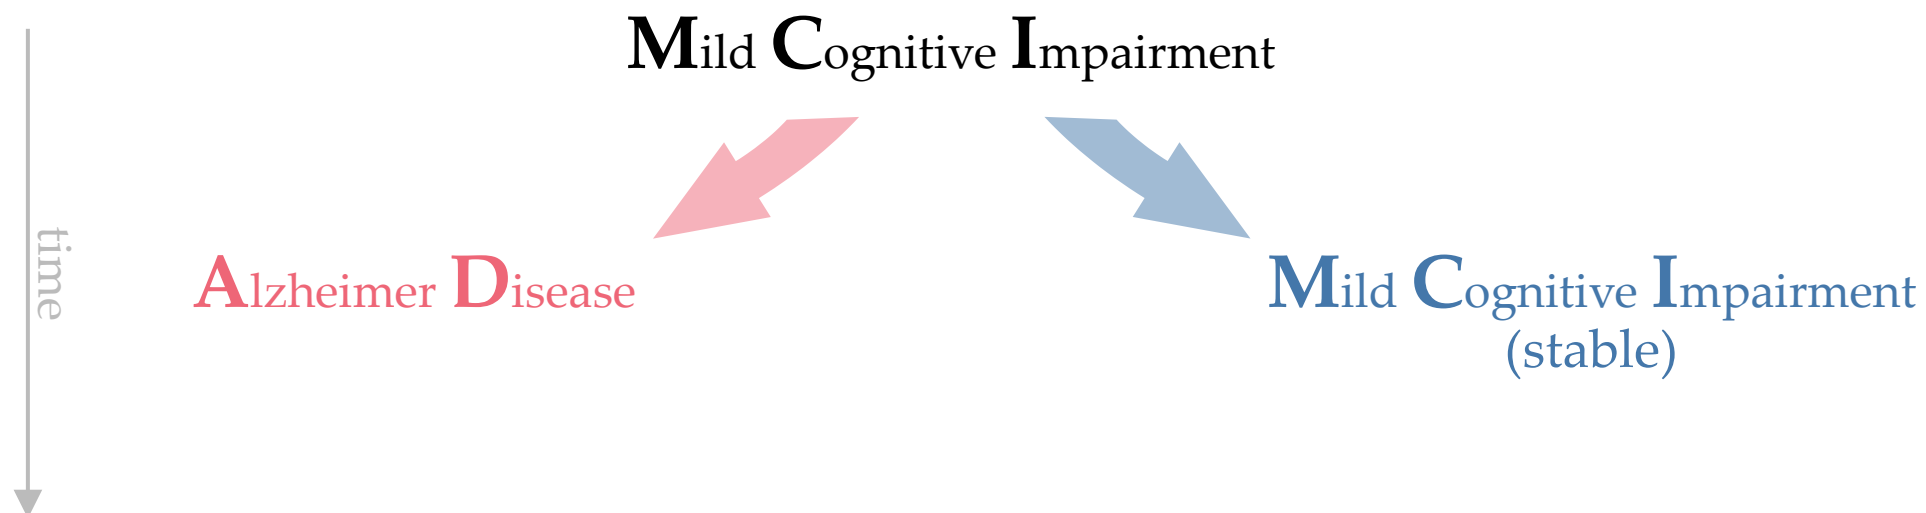 Mild Cognitive Impairment
time
Alzheimer Disease
Mild Cognitive Impairment
(stable)